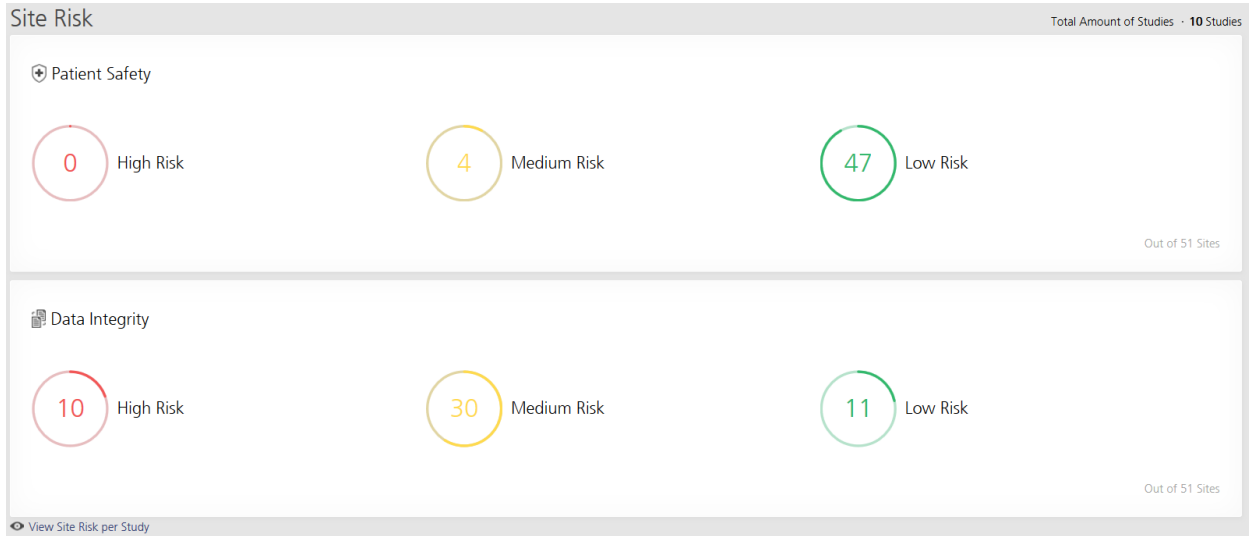 Site Risk
Total Amount of Studies · 10 Studies
Patient Safety
0 High Risk
4 Medium Risk
47 Low Risk
Out of 51 Sites
Data Integrity
10 High Risk
30 Medium Risk
11 Low Risk
Out of 51 Sites
View Site Risk per Study